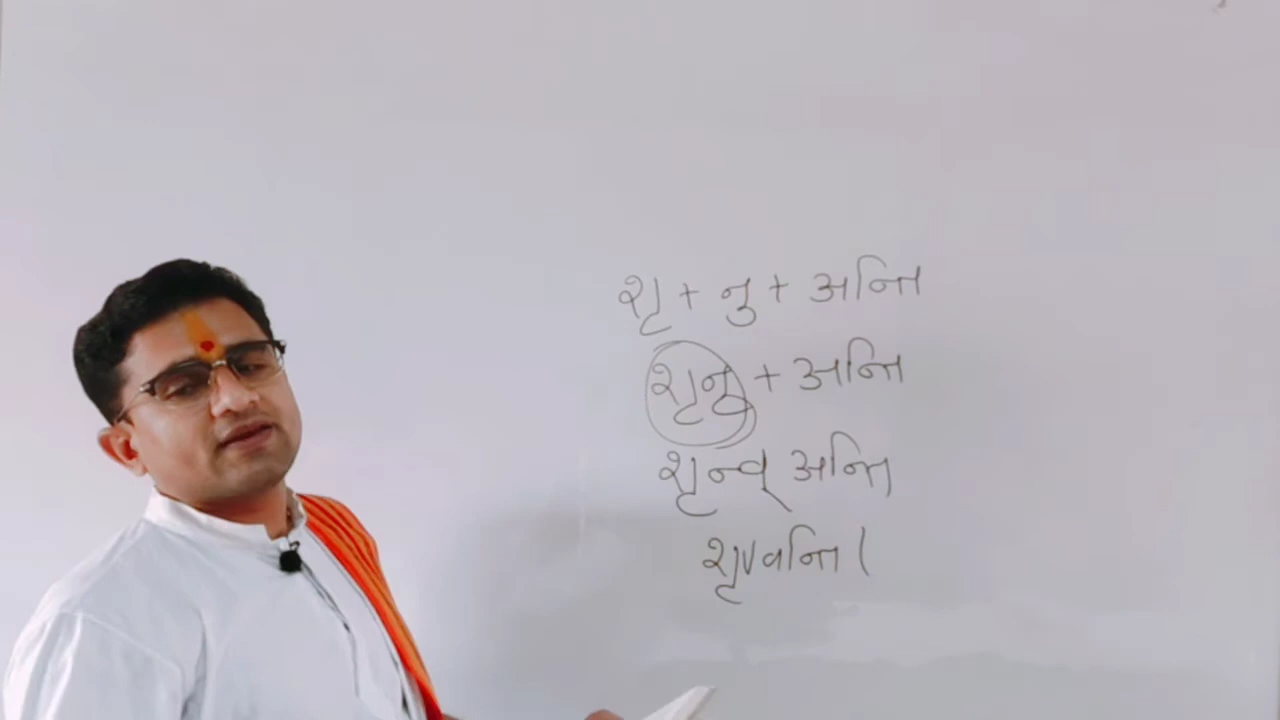 शृ + नु + अन्ति
शृनु + अन्ति
शृन्व् अन्ति
शृण्वन्ति।